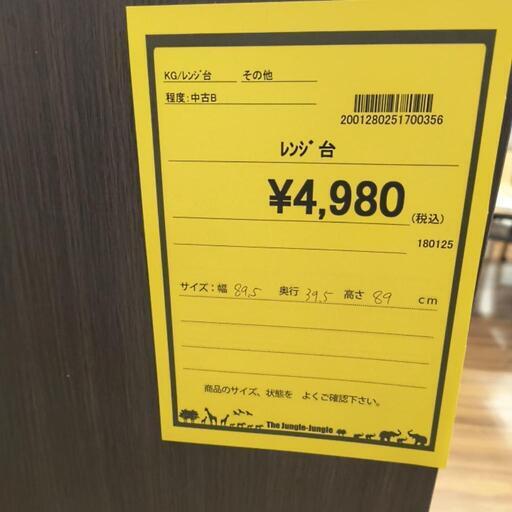 KG/ﾚﾝｼﾞ台 その他
程度:中古B
2001280251700356
ﾚﾝｼﾞ台
¥4,980(税込)
180125
サイズ:幅 89.5 奥行 39.5 高さ 89 cm
商品のサイズ、状態を よくご確認下さい。
The Jungle-Jungle